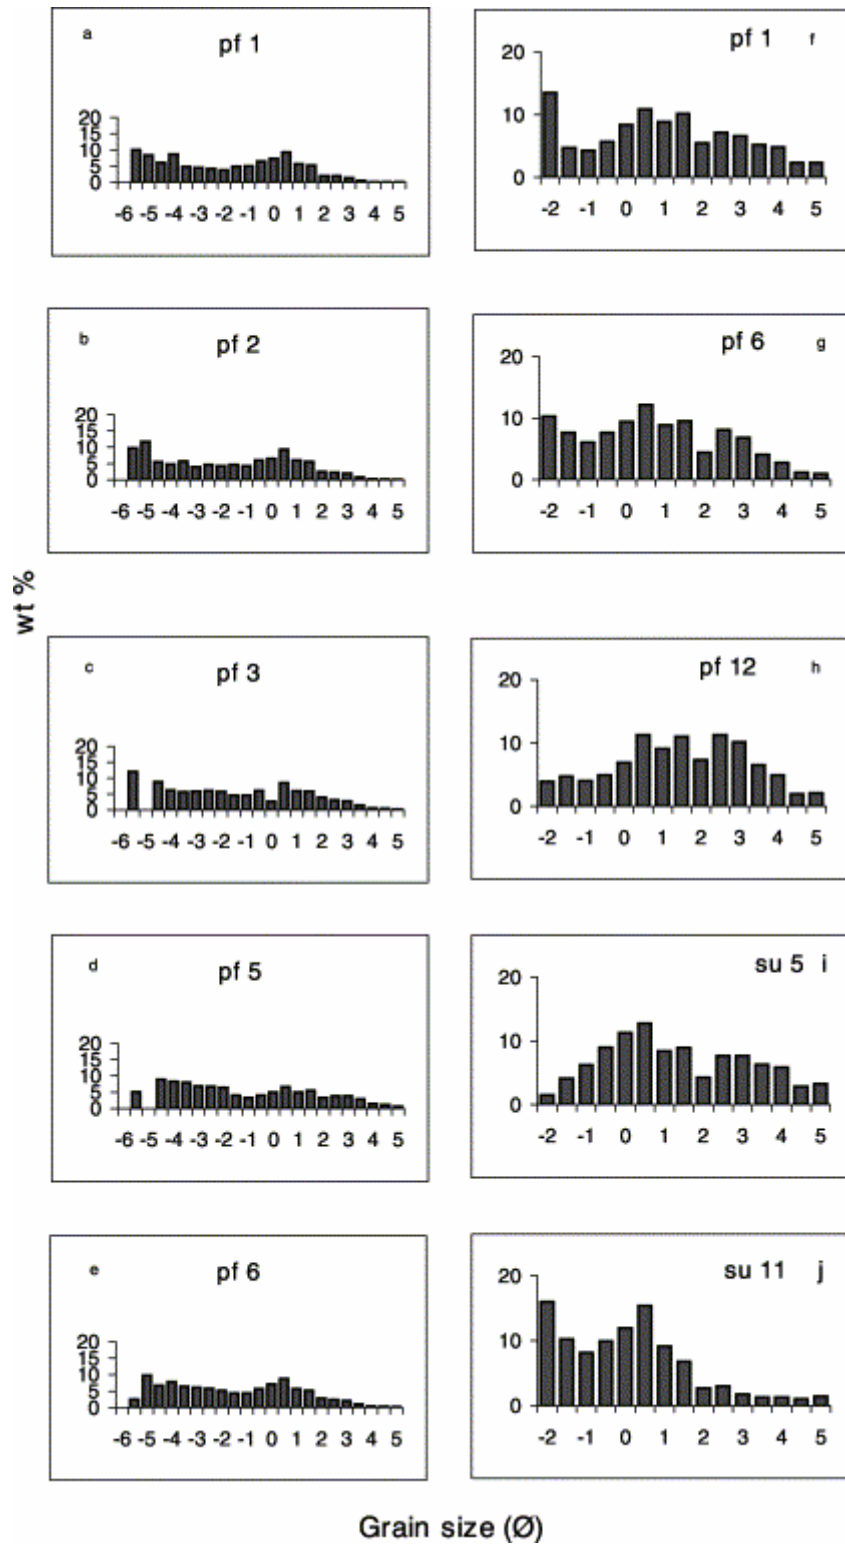 a
pf 1
20
15
10
5
0
-6 -5 -4 -3 -2 -1 0 1 2 3 4 5
pf 1 f
20
10
0
-2 -1 0 1 2 3 4 5
b
pf 2
20
15
10
5
0
-6 -5 -4 -3 -2 -1 0 1 2 3 4 5
pf 6 g
20
10
0
-2 -1 0 1 2 3 4 5
wt %
c
pf 3
20
15
10
5
0
-6 -5 -4 -3 -2 -1 0 1 2 3 4 5
pf 12 h
20
10
0
-2 -1 0 1 2 3 4 5
d
pf 5
20
15
10
5
0
-6 -5 -4 -3 -2 -1 0 1 2 3 4 5
su 5 i
20
10
0
-2 -1 0 1 2 3 4 5
e
pf 6
20
15
10
5
0
-6 -5 -4 -3 -2 -1 0 1 2 3 4 5
su 11 j
20
10
0
-2 -1 0 1 2 3 4 5
Grain size (Ø)